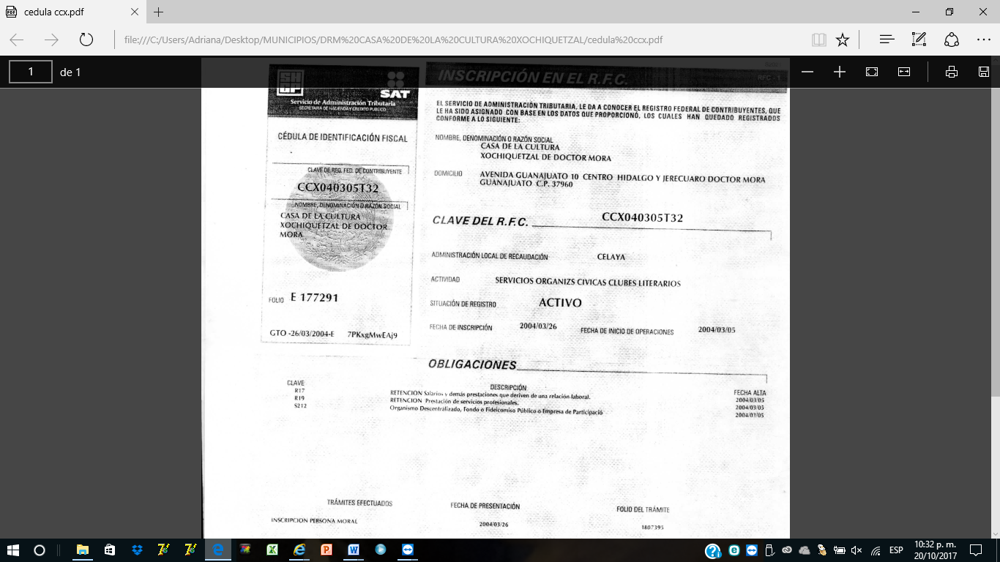 cedula ccx.pdf
file:///C:/Users/Adriana/Desktop/MUNICIPIOS/DRM%20CASA%20DE%20LA%20CULTURA%20XOCHIQUETZAL/cedula%20ccx.pdf
1 de 1
SHCP
SAT
Servicio de Administración Tributaria
SECRETARIA DE HACIENDA Y CREDITO PUBLICO
CÉDULA DE IDENTIFICACIÓN FISCAL
CLAVE DE REG. FED. DE CONTRIBUYENTE
CCX040305T32
NOMBRE, DENOMINACIÓN O RAZÓN SOCIAL
CASA DE LA CULTURA
XOCHIQUETZAL DE DOCTOR
MORA
FOLIO E 177291
GTO -26/03/2004-E 7PKxgMwEAj9
INSCRIPCIÓN EN EL R.F.C.
RFC - 1
EL SERVICIO DE ADMINISTRACIÓN TRIBUTARIA, LE DA A CONOCER EL REGISTRO FEDERAL DE CONTRIBUYENTES, QUE
LE HA SIDO ASIGNADO CON BASE EN LOS DATOS QUE PROPORCIONÓ, LOS CUALES HAN QUEDADO REGISTRADOS
CONFORME A LO SIGUIENTE:
NOMBRE, DENOMINACIÓN O RAZÓN SOCIAL
CASA DE LA CULTURA
XOCHIQUETZAL DE DOCTOR MORA
DOMICILIO AVENIDA GUANAJUATO 10 CENTRO HIDALGO Y JERECUARO DOCTOR MORA
GUANAJUATO C.P. 37960
CLAVE DEL R.F.C. CCX040305T32
ADMINISTRACIÓN LOCAL DE RECAUDACIÓN CELAYA
ACTIVIDAD SERVICIOS ORGANIZS CIVICAS CLUBES LITERARIOS
SITUACIÓN DE REGISTRO ACTIVO
FECHA DE INSCRIPCIÓN 2004/03/26 FECHA DE INICIO DE OPERACIONES 2004/03/05
OBLIGACIONES
CLAVE DESCRIPCIÓN FECHA ALTA
R17 RETENCION Salarios y demás prestaciones que deriven de una relación laboral. 2004/03/05
R19 RETENCION Prestación de servicios profesionales. 2004/03/05
S212 Organismo Descentralizado, Fondo o Fideicomiso Público o Empresa de Participació 2004/03/05
TRÁMITES EFECTUADOS FECHA DE PRESENTACIÓN FOLIO DEL TRÁMITE
INSCRIPCION PERSONA MORAL 2004/03/26 1807395
ESP
10:32 p. m.
20/10/2017